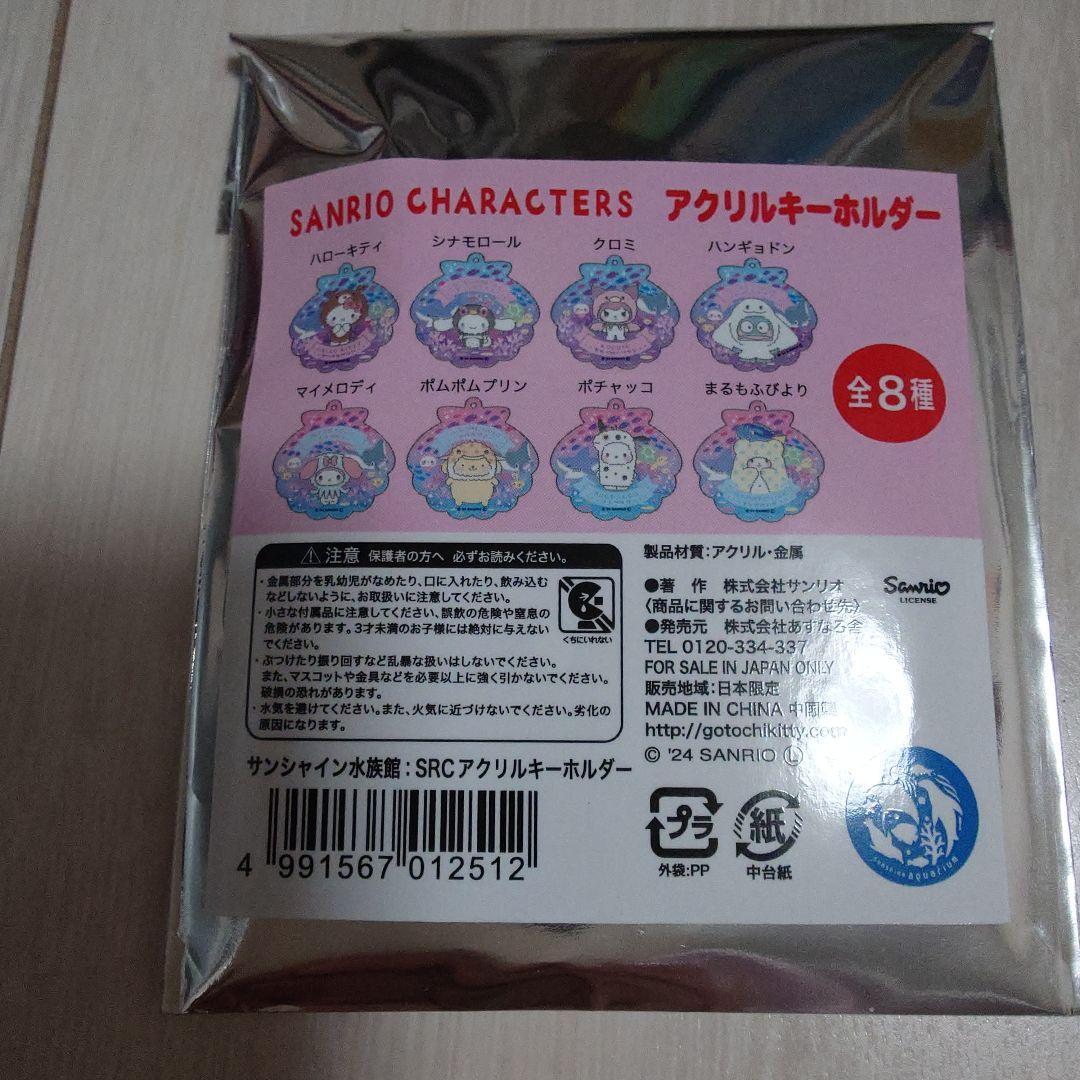 SANRIO CHARACTERS アクリルキーホルダー
ハローキティ シナモロール クロミ ハンギョドン
マイメロディ ポムポムプリン ポチャッコ まるもふびより
全8種
⚠注意 保護者の方へ 必ずお読みください。
・金属部分を乳幼児がなめたり、口に入れたり、飲み込む
などしないように、お取扱いに注意してください。
・小さな付属品に注意してください、誤飲の危険や窒息の
危険があります。3才未満のお子様には絶対に与えない
でください。
くちにいれない
・ぶつけたり振り回すなど乱暴な扱いはしないでください。
また、マスコットや金具などを必要以上に強く引かないでください。
破損の恐れがあります。
・水気を避けてください。また、火気に近づけないでください。劣化の
原因になります。
サンシャイン水族館:SRCアクリルキーホルダー
4 991567 012512
製品材質:アクリル・金属
●著 作 株式会社サンリオ
〈商品に関するお問い合わせ先〉
●発売元 株式会社あすなろ舎
TEL 0120-334-337
FOR SALE IN JAPAN ONLY
販売地域:日本限定
MADE IN CHINA 中国製
http://gotochikitty.com
© '24 SANRIO Ⓛ
Sanrio
LICENSE
プラ
外袋:PP
紙
中台紙
sunshine aquarium